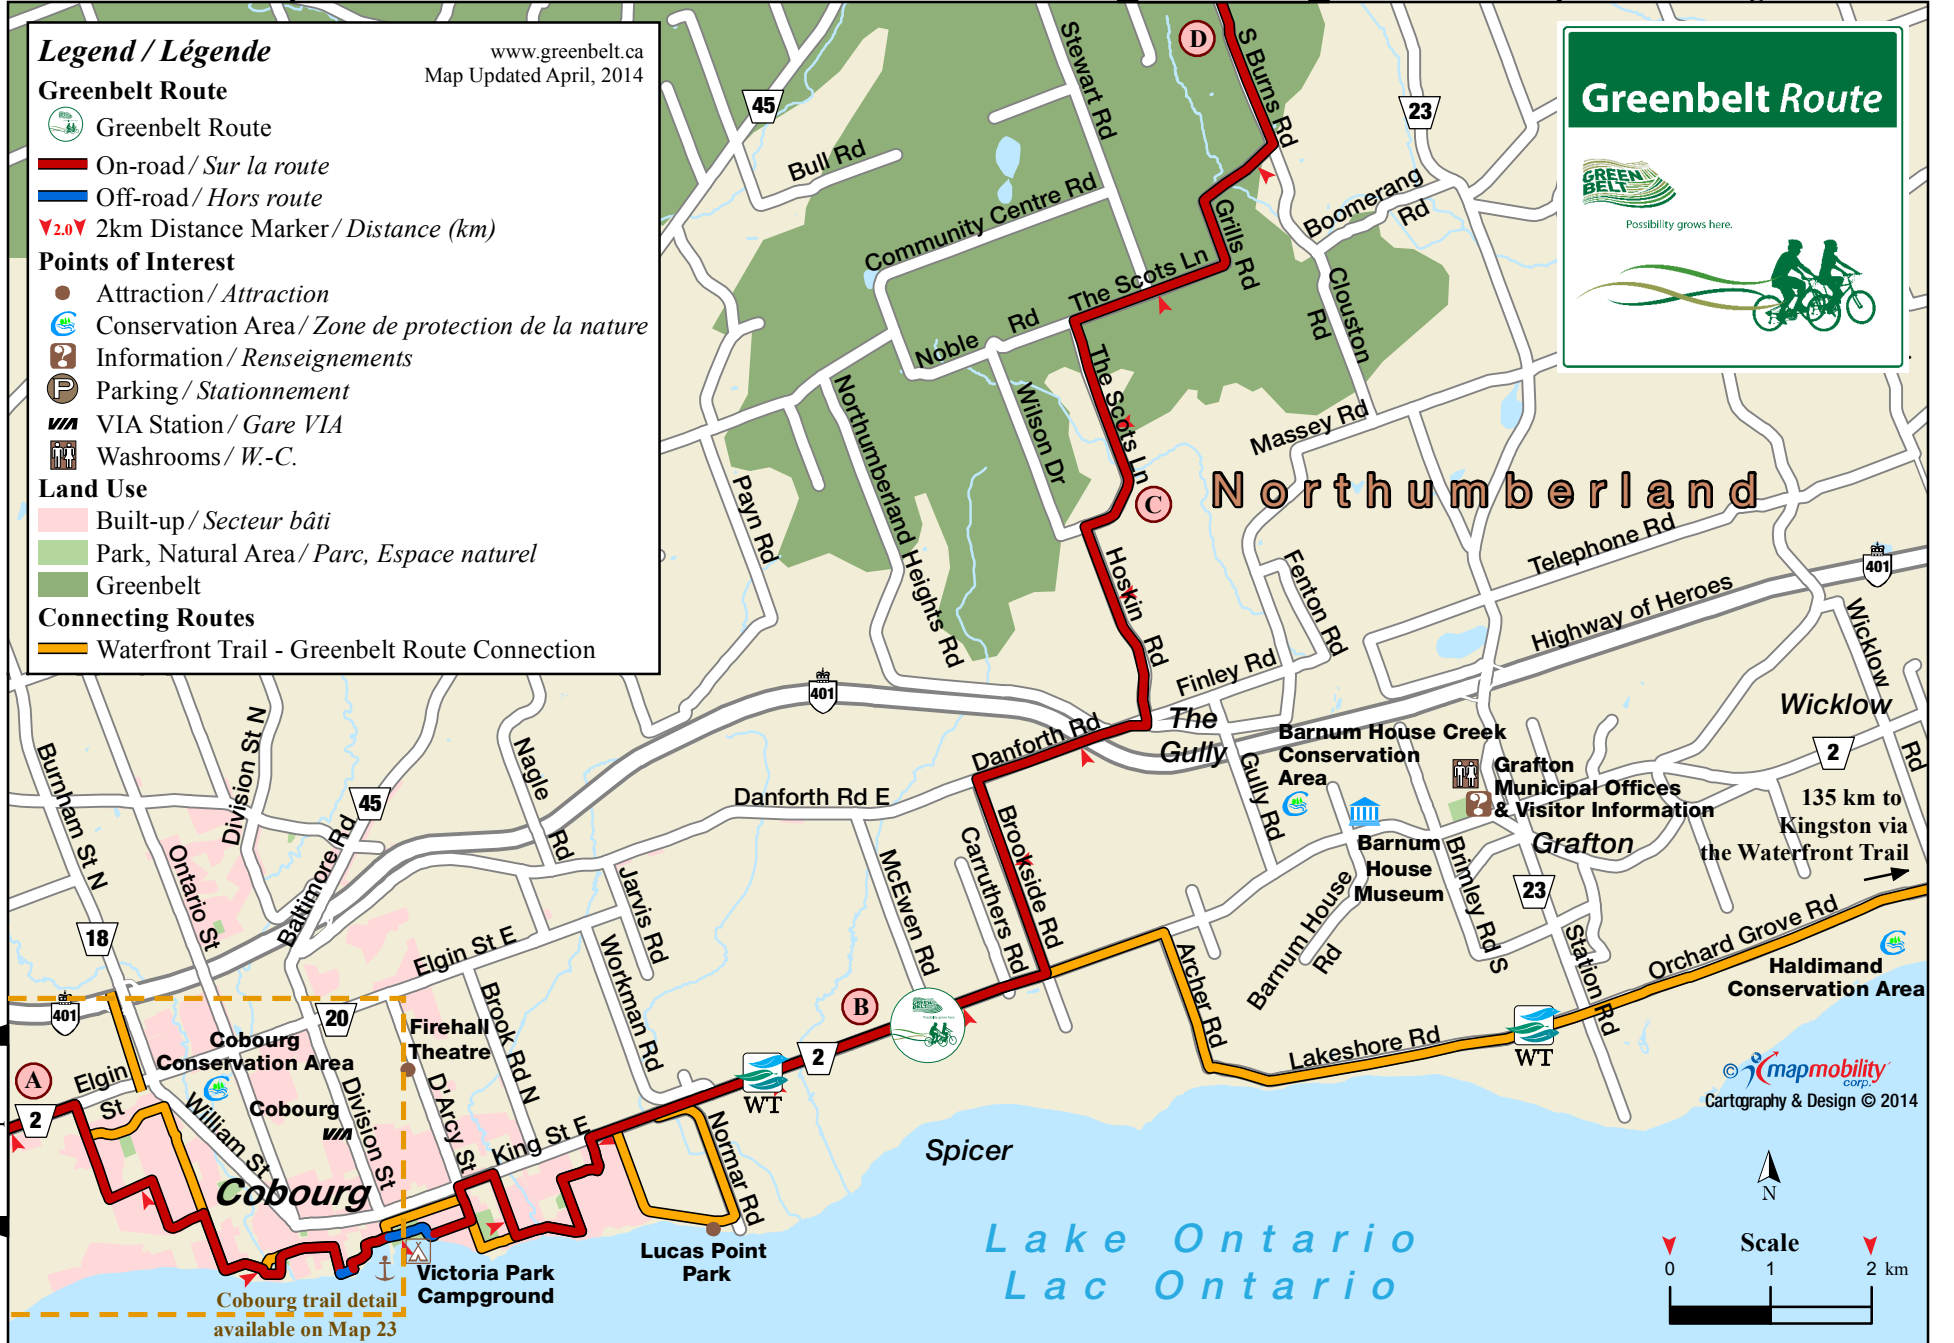 Legend / Légende
www.greenbelt.ca
Map Updated April, 2014
Greenbelt Route
Greenbelt Route
On-road / Sur la route
Off-road / Hors route
2.0 2km Distance Marker / Distance (km)
Points of Interest
Attraction / Attraction
Conservation Area / Zone de protection de la nature
? Information / Renseignements
P Parking / Stationnement
VIA VIA Station / Gare VIA
Washrooms / W.-C.
Land Use
Built-up / Secteur bâti
Park, Natural Area / Parc, Espace naturel
Greenbelt
Connecting Routes
Waterfront Trail - Greenbelt Route Connection
Greenbelt Route
GREEN
BELT
Possibility grows here.
D
S Burns Rd
Stewart Rd
45
23
Bull Rd
Community Centre Rd
Boomerang
Rd
Grills Rd
The Scots Ln
Clouston
Rd
Noble Rd
The Scots Ln
Wilson Dr
Northumberland Heights Rd
Massey Rd
Payn Rd
C
Northumberland
Telephone Rd
Hoskin Rd
Fenton Rd
401
Highway of Heroes
Wicklow
Rd
Finley Rd
401
Wicklow
The
Gully
Danforth Rd
Gully Rd
Barnum House Creek
Conservation
Area
2
Grafton
Municipal Offices
& Visitor Information
?
Division St N
Burnham St N
Nagle
Rd
Danforth Rd E
45
Brookside Rd
Carruthers Rd
McEwen Rd
Barnum
House
Museum
Grafton
135 km to
Kingston via
the Waterfront Trail
Ontario St
Baltimore Rd
Jarvis Rd
Barnum House
Rd
Brimley Rd S
23
Station Rd
Orchard Grove Rd
18
Elgin St E
Workman Rd
Archer Rd
Haldimand
Conservation Area
401
20
Brook Rd N
B
GREEN
BELT
Cobourg
Conservation Area
Firehall
Theatre
2
WT
Lakeshore Rd
WT
A
Elgin
St
2
William St
Cobourg
VIA
Division St
D'Arcy St
King St E
Normar Rd
© mapmobility
corp.
Cartography & Design © 2014
Spicer
Cobourg
N
Lake Ontario
Lac Ontario
Lucas Point
Park
Victoria Park
Campground
Cobourg trail detail
available on Map 23
Scale
0 1 2 km